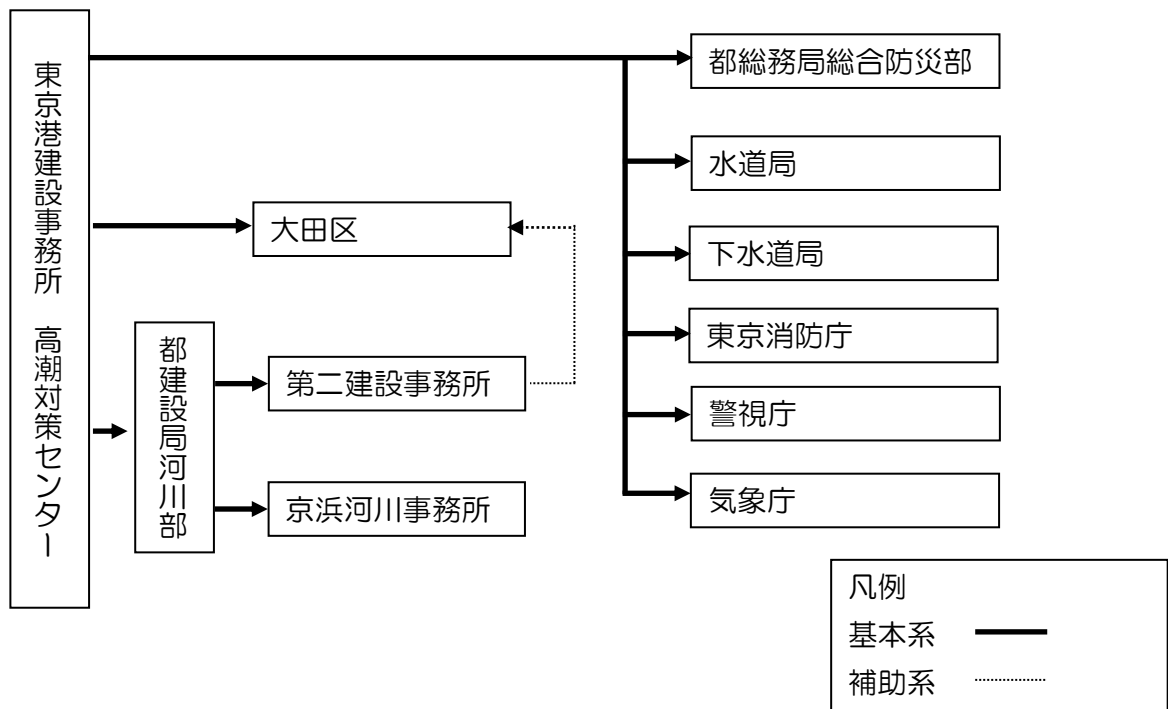 東京港建設事務所 高潮対策センター
都総務局総合防災部
水道局
大田区
下水道局
東京消防庁
都建設局河川部
第二建設事務所
警視庁
京浜河川事務所
気象庁
凡例
基本系
補助系